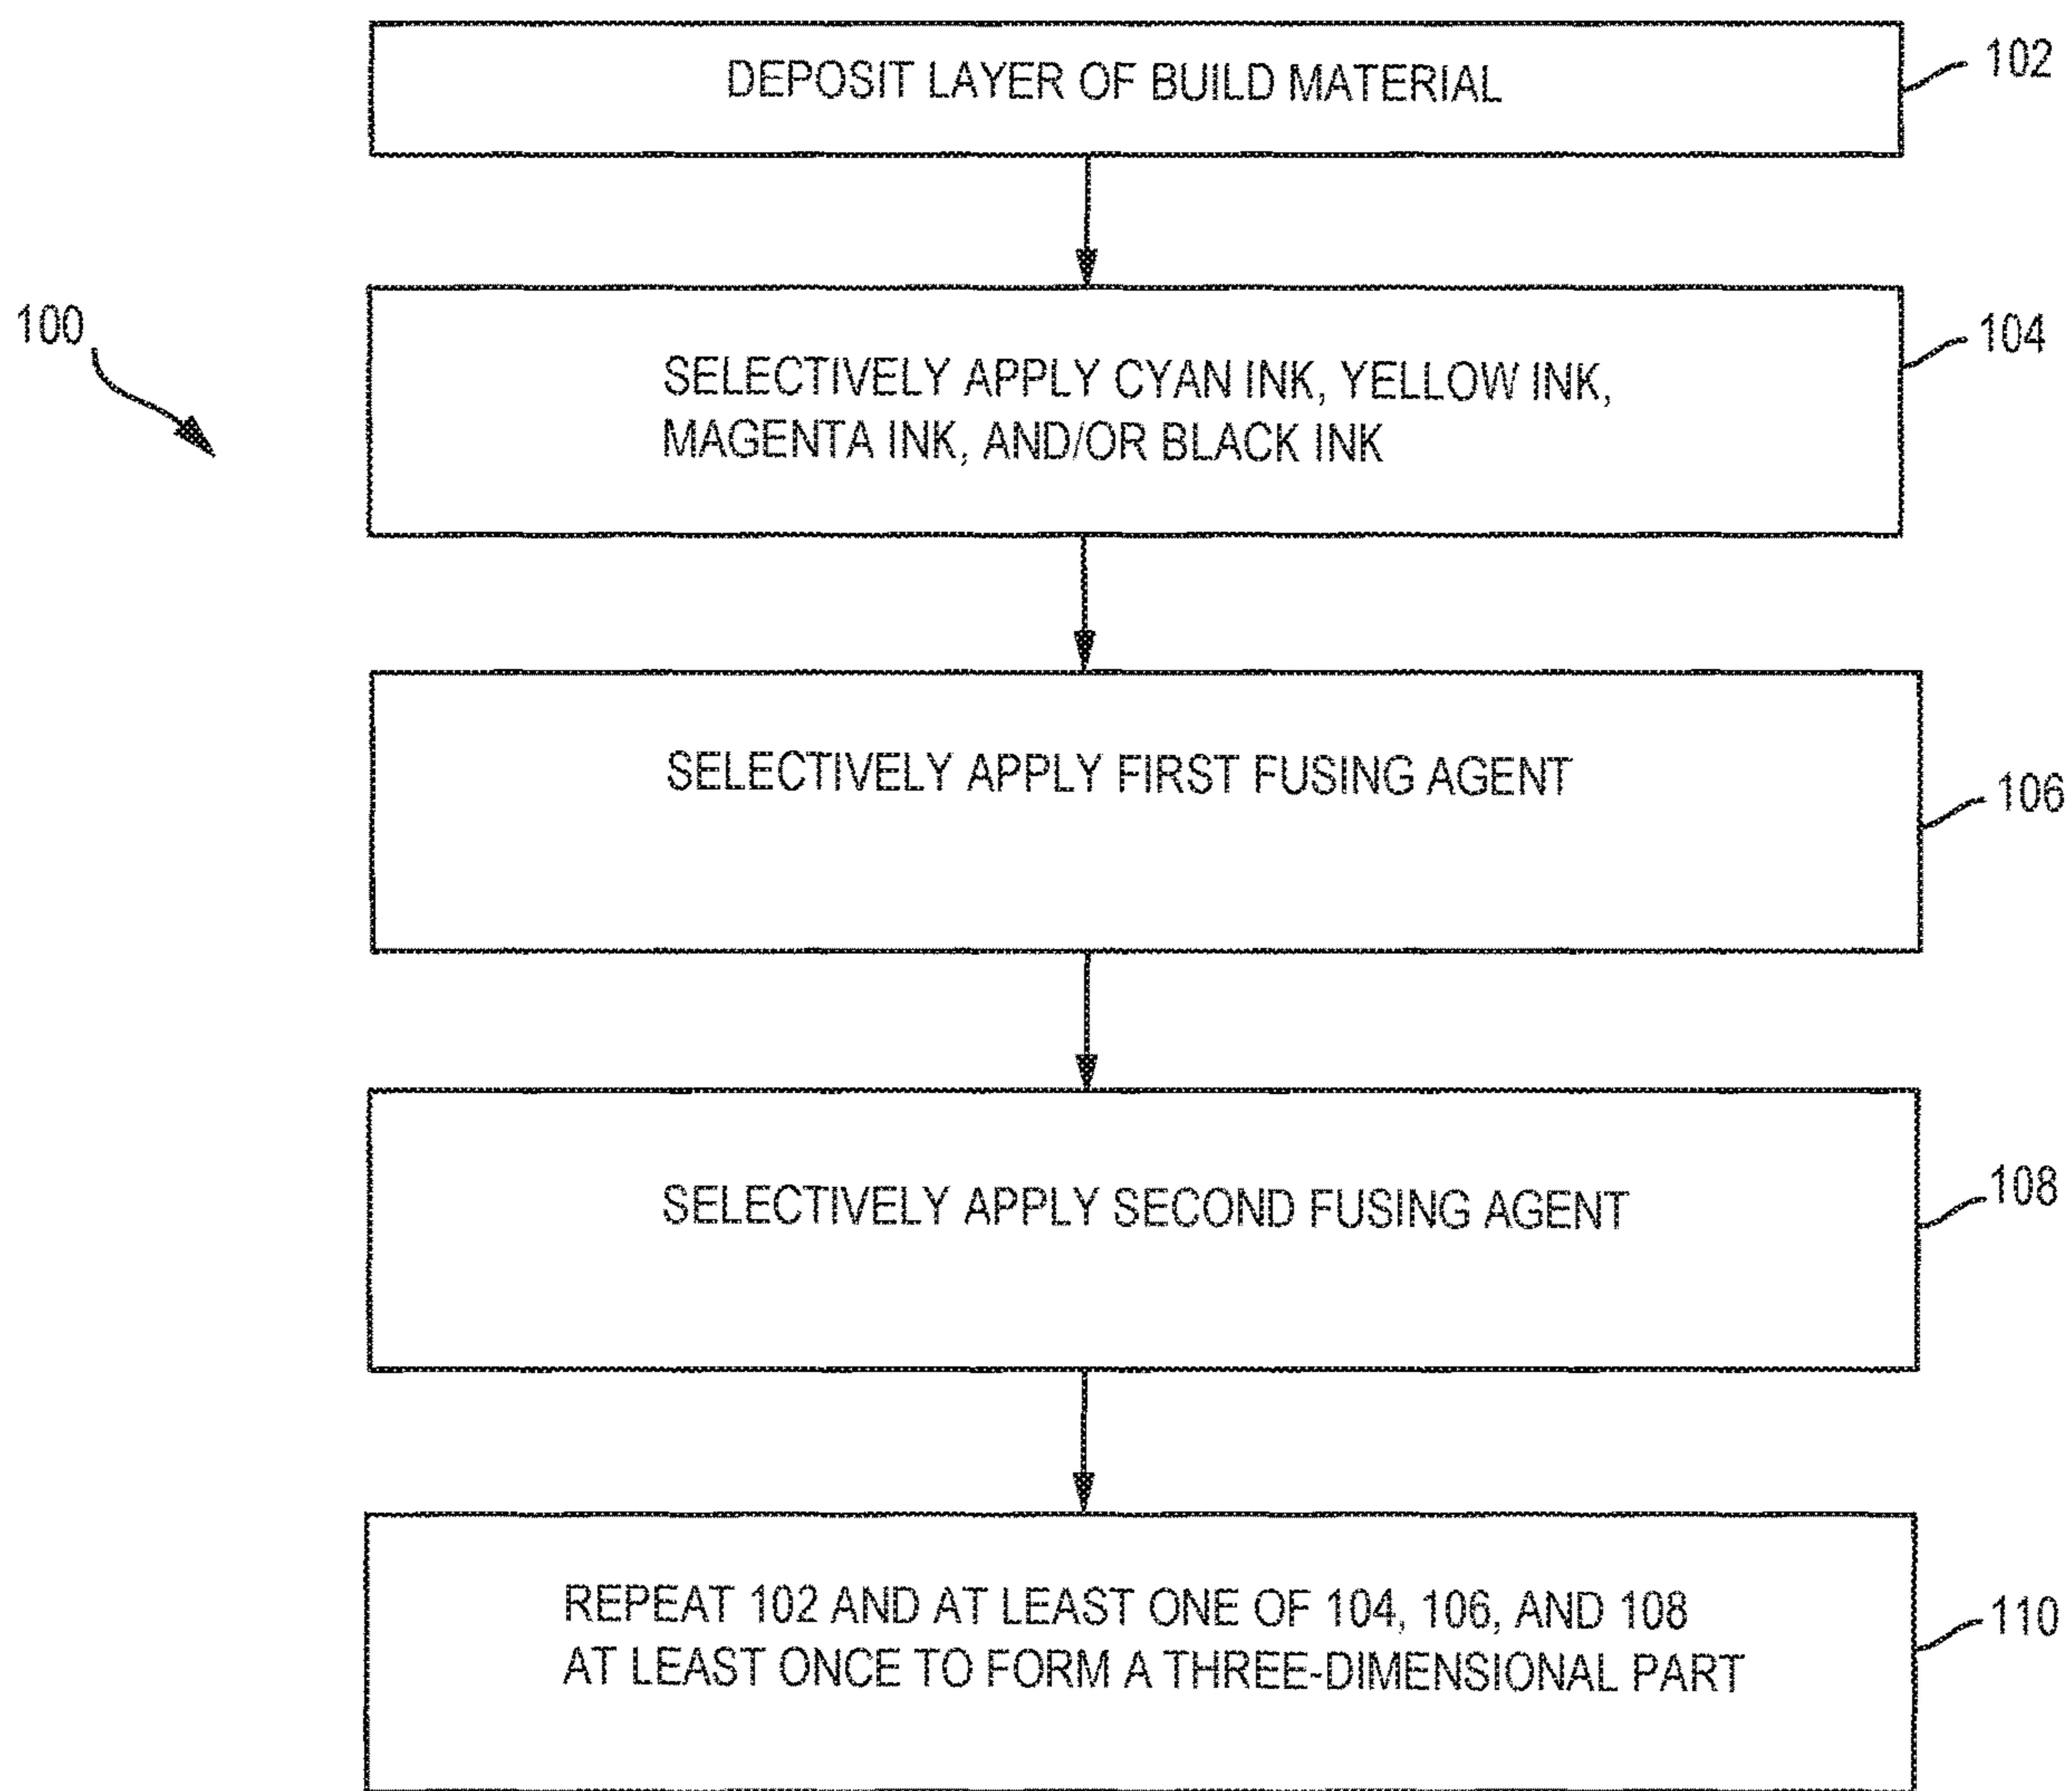 DEPOSIT LAYER OF BUILD MATERIAL
102
100
SELECTIVELY APPLY CYAN INK, YELLOW INK,
MAGENTA INK, AND/OR BLACK INK
104
SELECTIVELY APPLY FIRST FUSING AGENT
106
SELECTIVELY APPLY SECOND FUSING AGENT
108
REPEAT 102 AND AT LEAST ONE OF 104, 106, AND 108
AT LEAST ONCE TO FORM A THREE-DIMENSIONAL PART
110